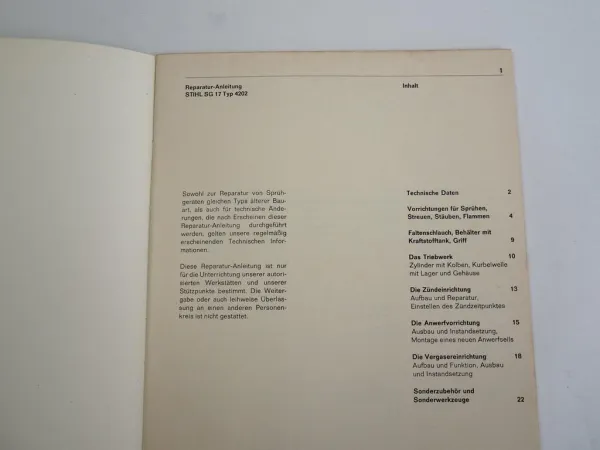 1
Reparatur-Anleitung
STIHL SG 17 Typ 4202
Inhalt
Sowohl zur Reparatur von Sprüh-
geräten gleichen Typs älterer Bau-
art, als auch für technische Ände-
rungen, die nach Erscheinen dieser
Reparatur-Anleitung durchgeführt
werden, gelten unsere regelmäßig
erscheinenden Technischen Infor-
mationen.
Diese Reparatur-Anleitung ist nur
für die Unterrichtung unserer autori-
sierten Werkstätten und unserer
Stützpunkte bestimmt. Die Weiter-
gabe oder auch leihweise Überlas-
sung an einen anderen Personen-
kreis ist nicht gestattet.
Technische Daten 2
Vorrichtungen für Sprühen,
Streuen, Stäuben, Flammen 4
Faltenschlauch, Behälter mit
Kraftstofftank, Griff 9
Das Triebwerk 10
Zylinder mit Kolben, Kurbelwelle
mit Lager und Gehäuse
Die Zündeinrichtung 13
Aufbau und Reparatur,
Einstellen des Zündzeitpunktes
Die Anwerfvorrichtung 15
Ausbau und Instandsetzung,
Montage eines neuen Anwerfseils
Die Vergasereinrichtung 18
Aufbau und Funktion, Ausbau
und Instandsetzung
Sonderzubehör und
Sonderwerkzeuge 22